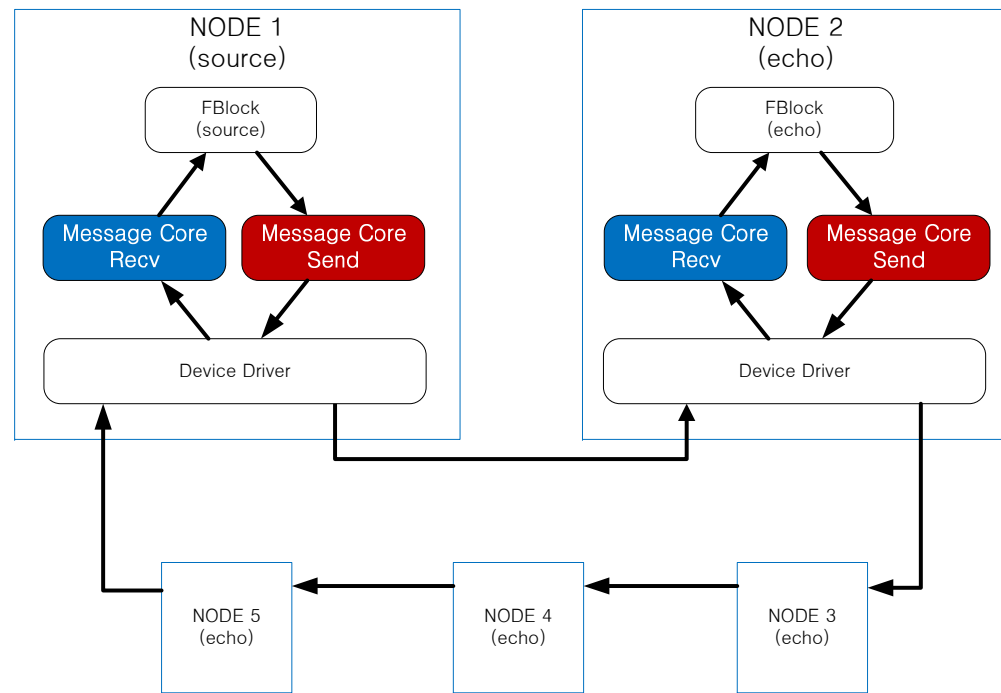 NODE 1
(source)
FBlock
(source)
Message Core
Recv
Message Core
Send
Device Driver
NODE 2
(echo)
FBlock
(echo)
Message Core
Recv
Message Core
Send
Device Driver
NODE 5
(echo)
NODE 4
(echo)
NODE 3
(echo)